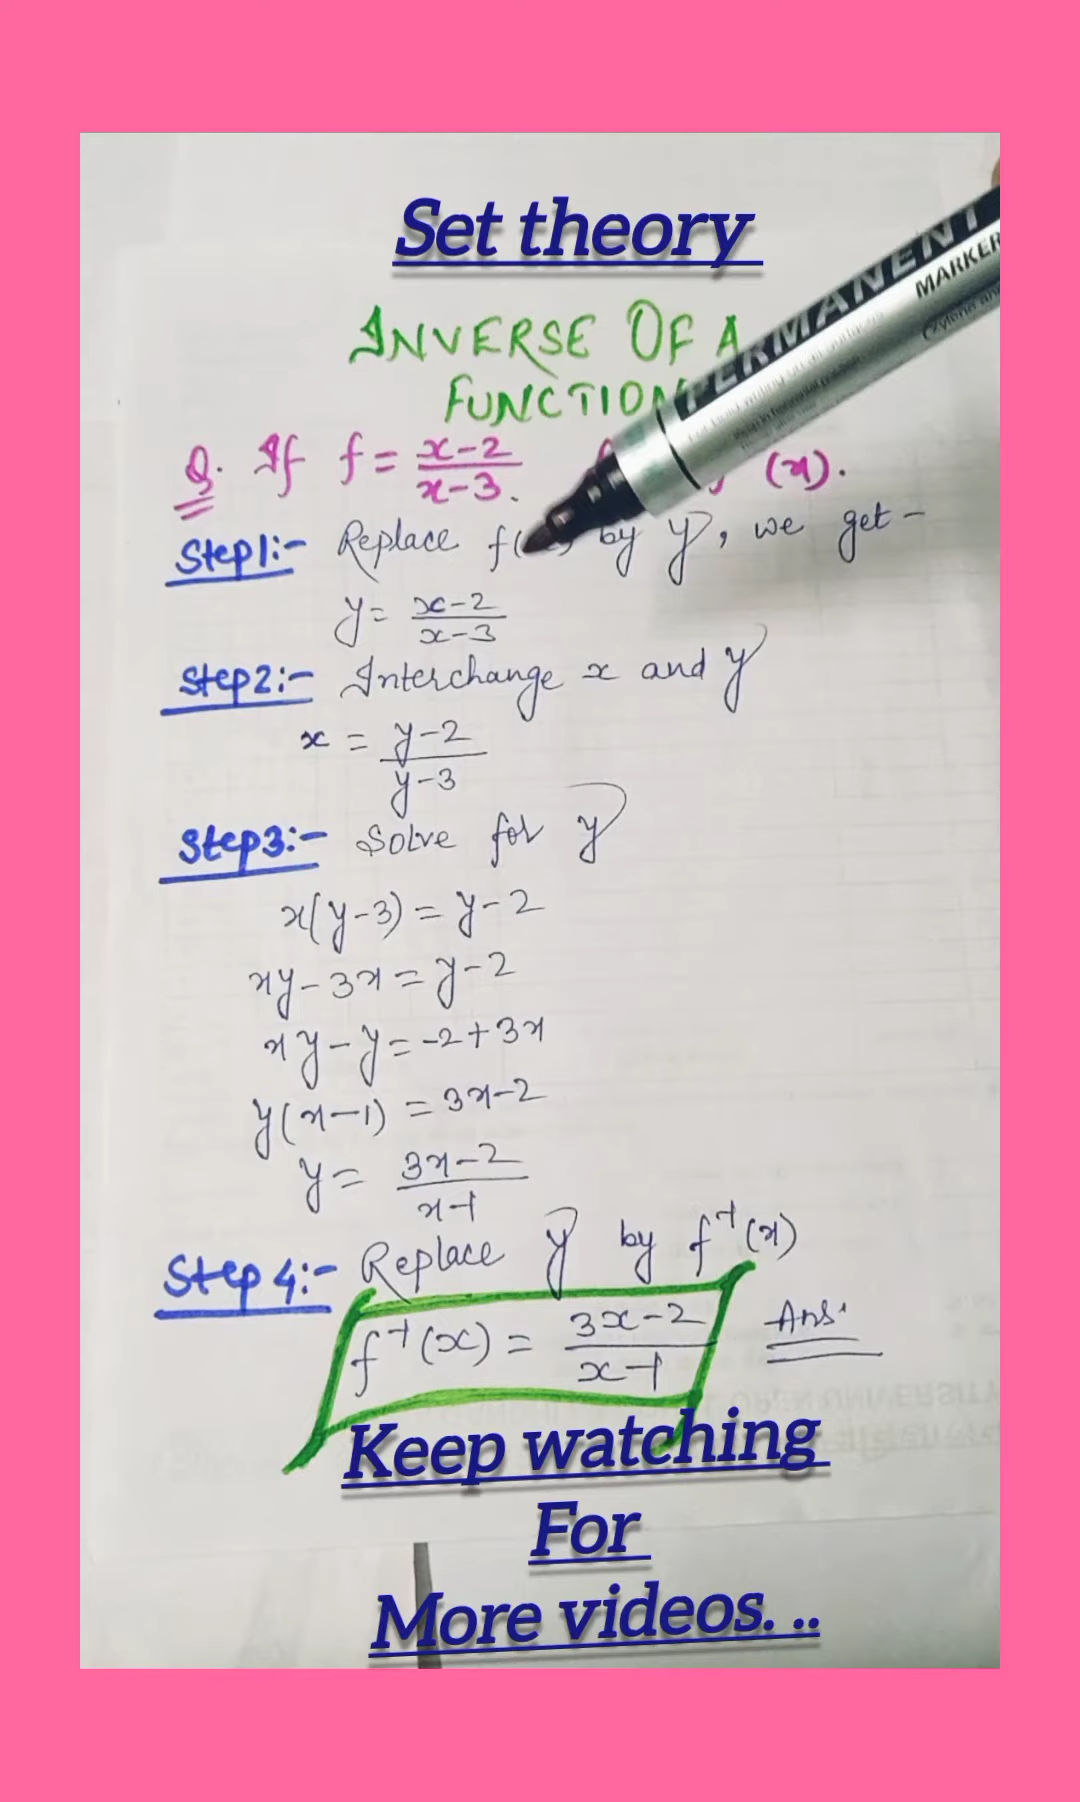 Set theory
INVERSE OF A
FUNCTION
PERMANENT
MARKER
Q. If f = x-2/x-3. (x).
Step1:- Replace by y, we get -
y = x-2/x-3
Step2:- Interchange x and y
x = y-2/y-3
Step3:- Solve for y
x(y-3) = y-2
xy-3x = y-2
xy-y = -2+3x
y(x-1) = 3x-2
y = 3x-2/x-1
Step 4:- Replace y by f⁻¹(x)
f⁻¹(x) = 3x-2/x-1 Ans.
Keep watching
For
More videos. ..